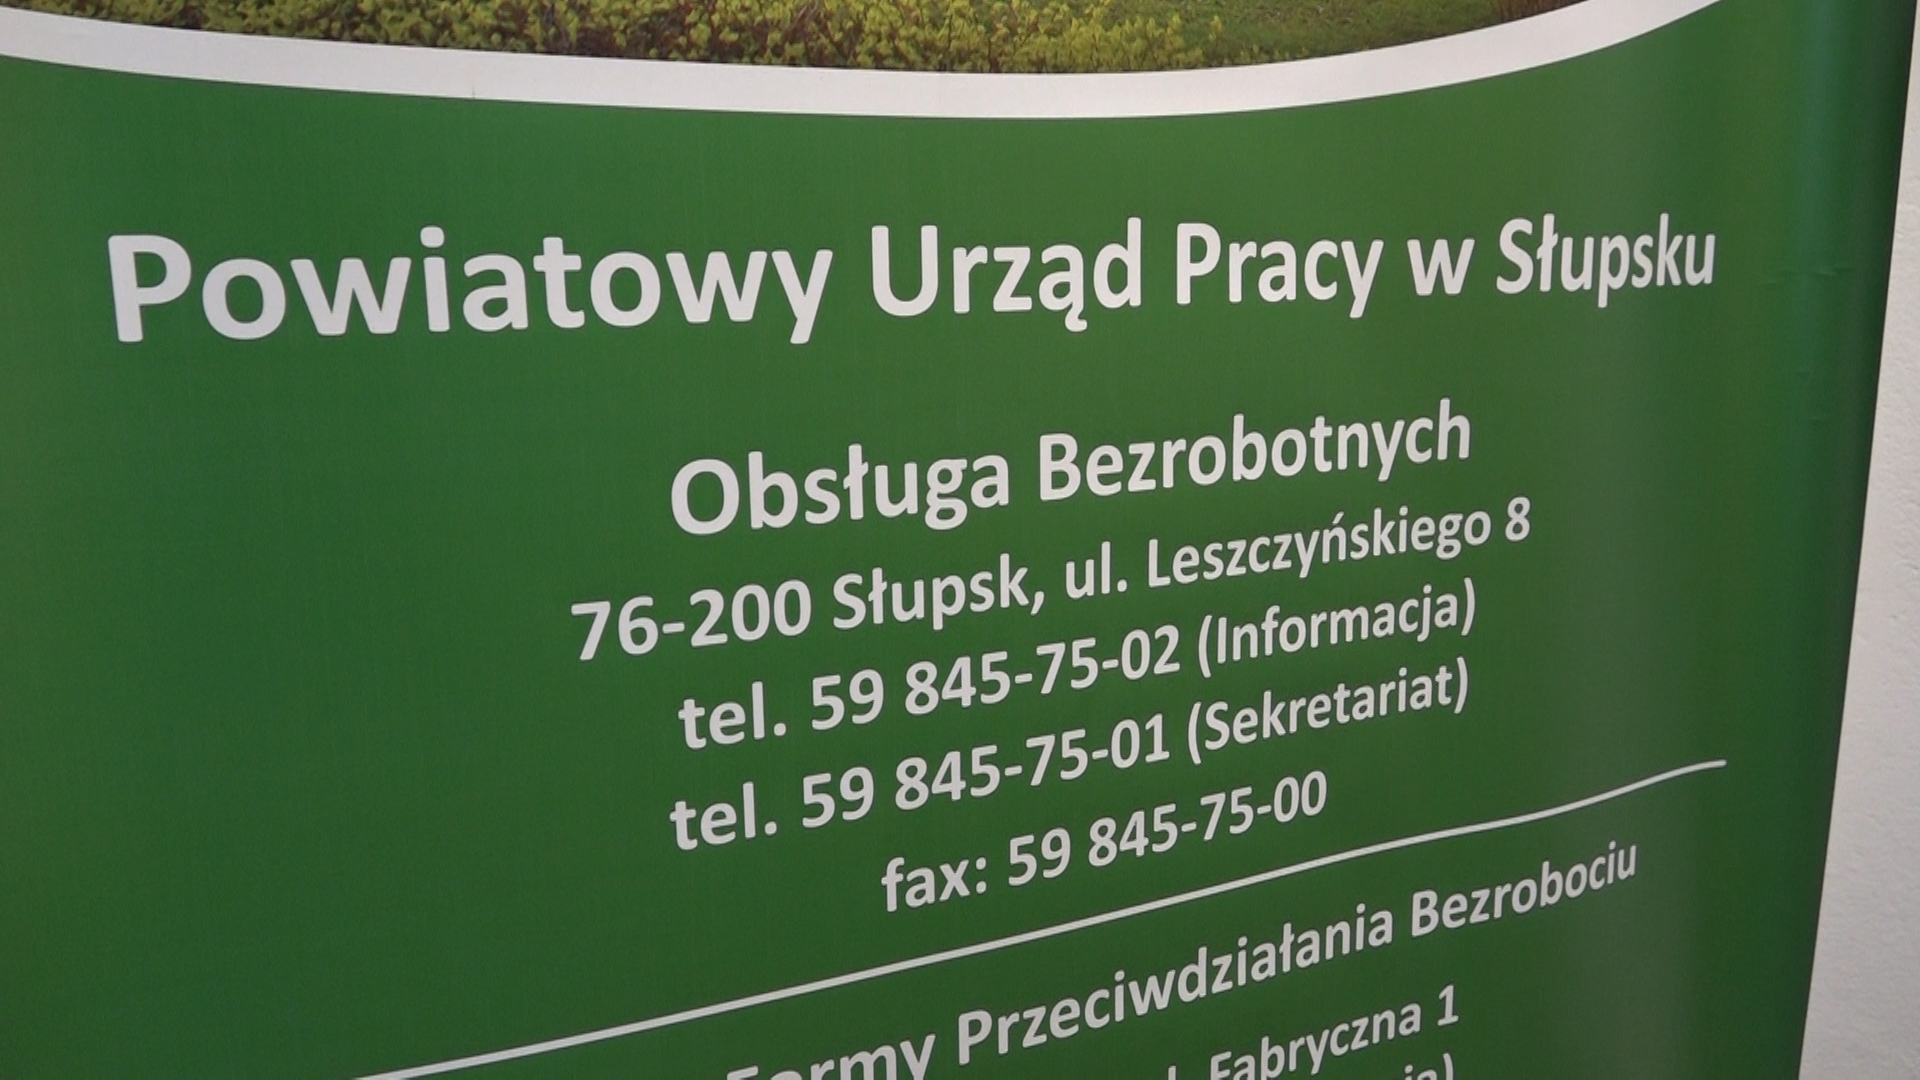 Powiatowy Urząd Pracy w Słupsku
Obsługa Bezrobotnych
76-200 Słupsk, ul. Leszczyńskiego 8
tel. 59 845-75-02 (Informacja)
tel. 59 845-75-01 (Sekretariat)
fax: 59 845-75-00
Formy Przeciwdziałania Bezrobociu
Fabryczna 1